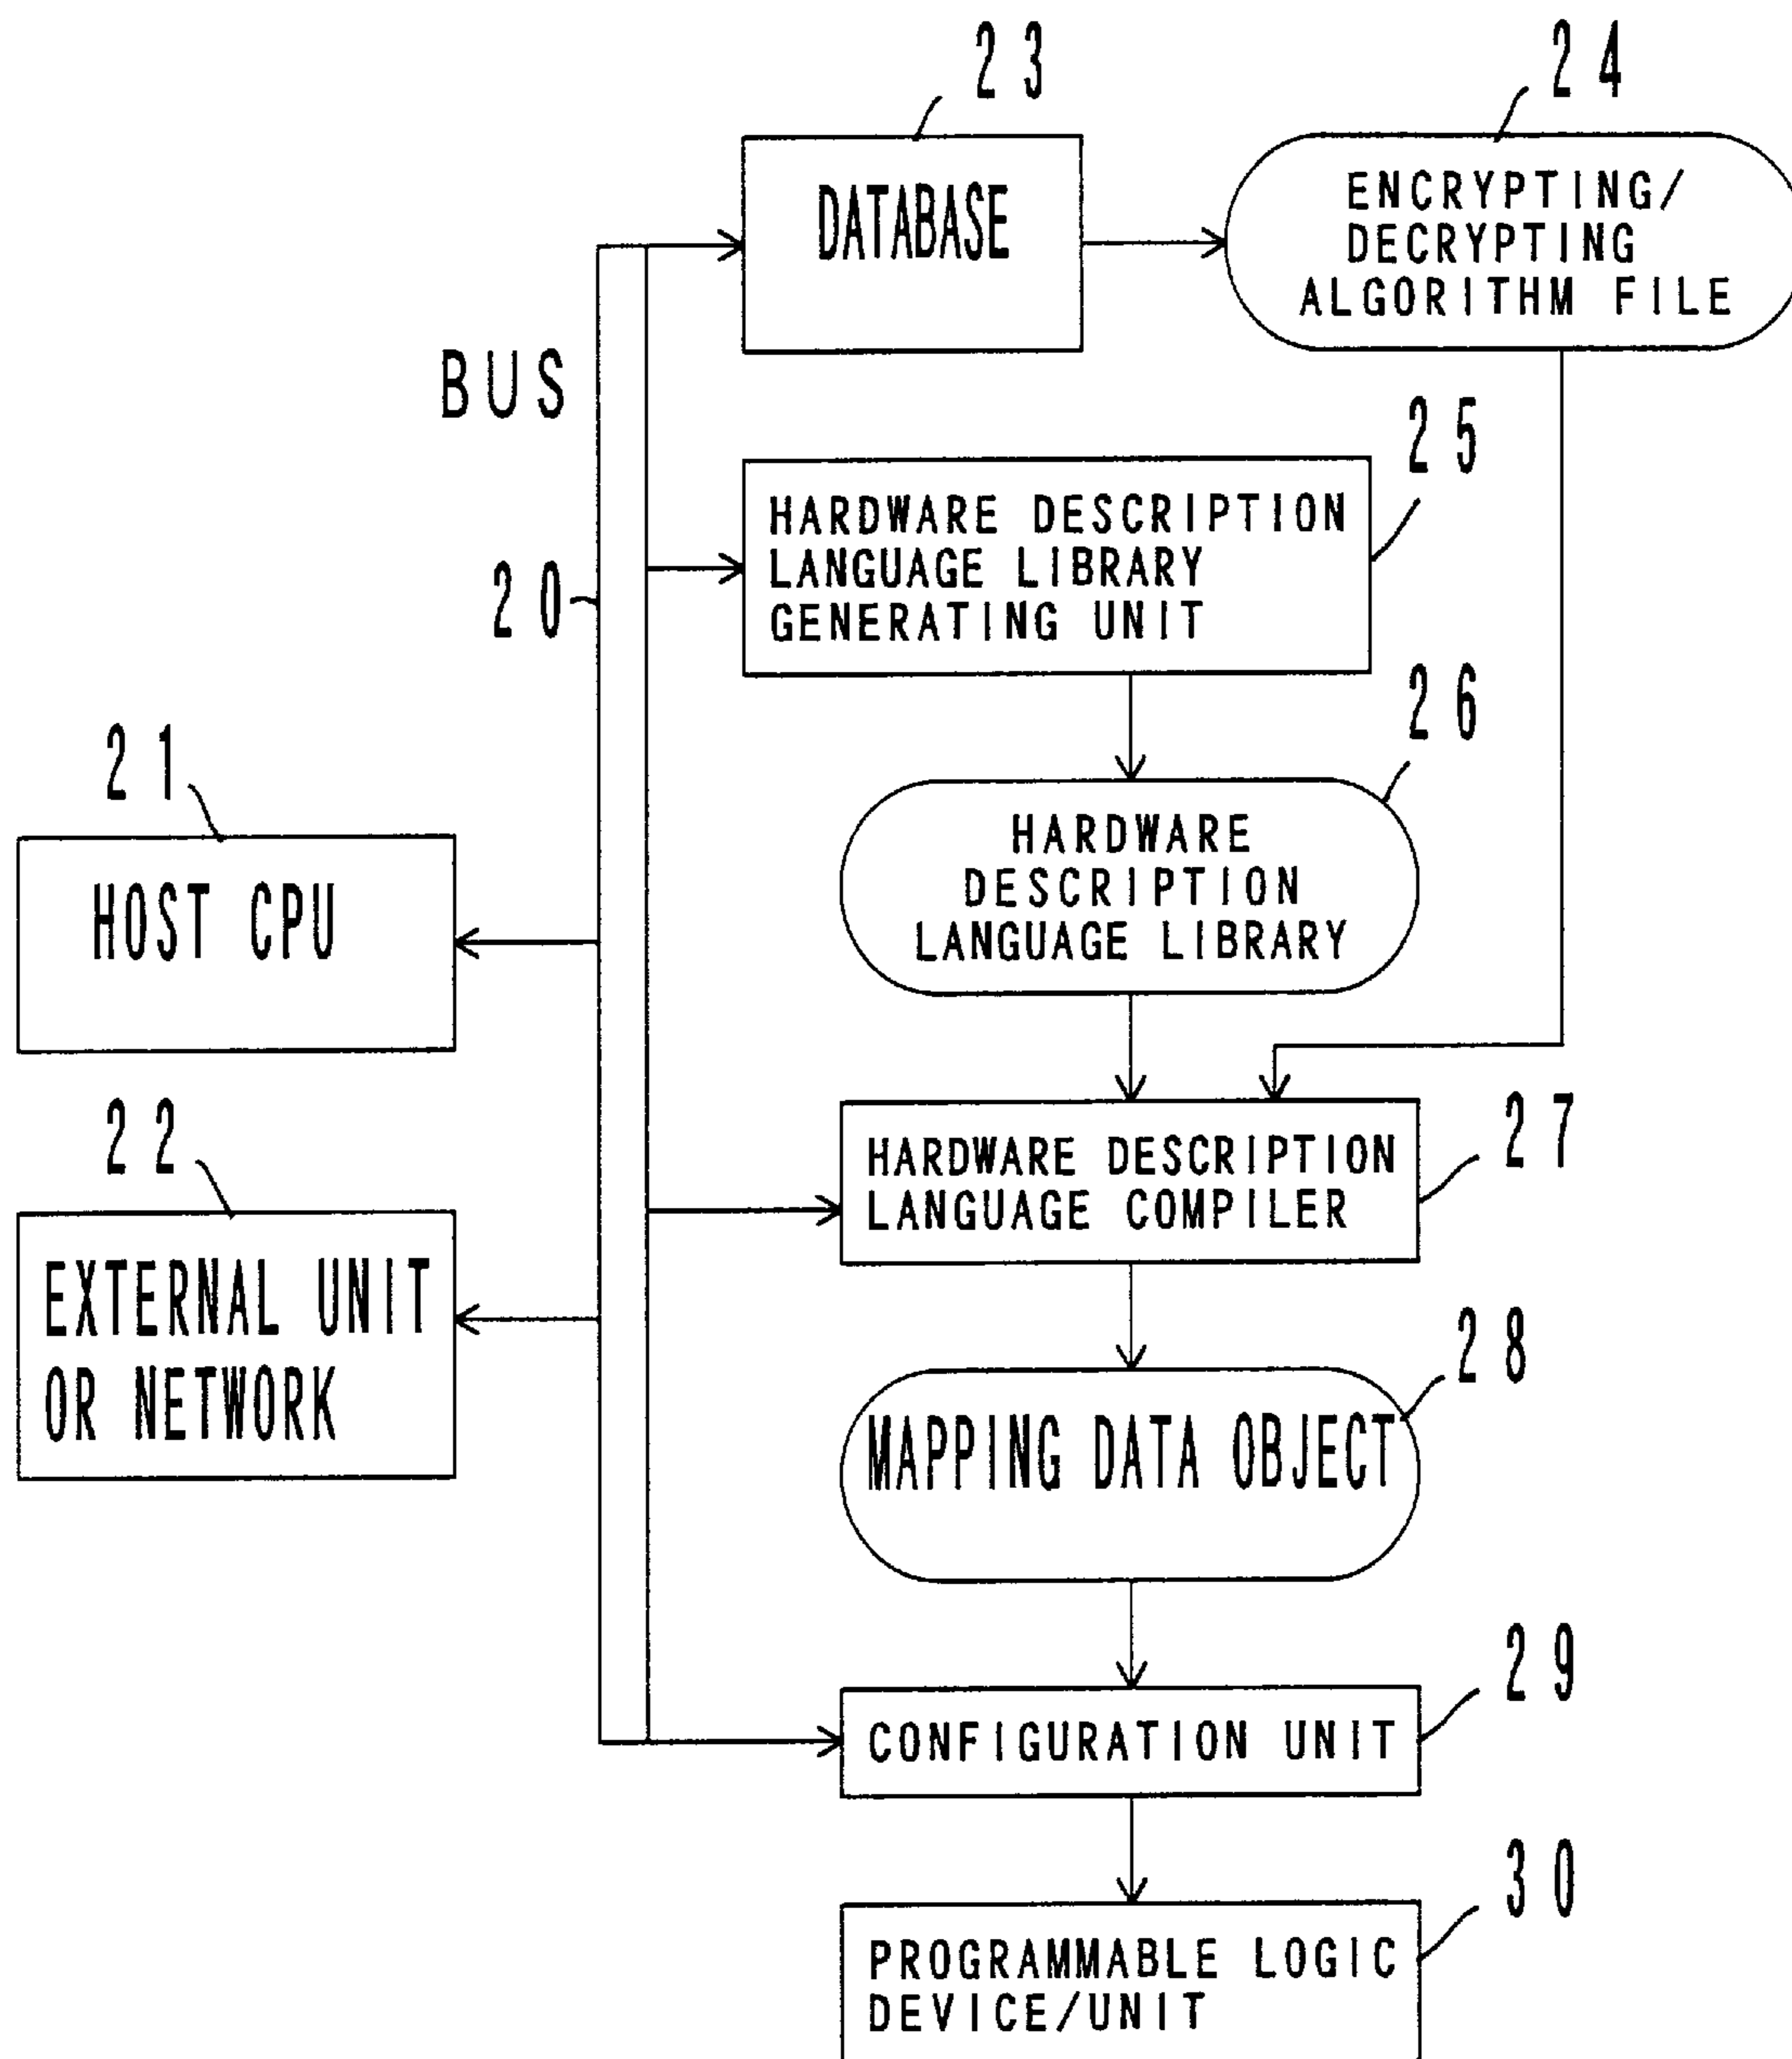 23
24
DATABASE
ENCRYPTING/
DECRYPTING
ALGORITHM FILE
BUS
20
25
HARDWARE DESCRIPTION
LANGUAGE LIBRARY
GENERATING UNIT
26
HARDWARE
DESCRIPTION
LANGUAGE LIBRARY
21
HOST CPU
22
EXTERNAL UNIT
OR NETWORK
27
HARDWARE DESCRIPTION
LANGUAGE COMPILER
28
MAPPING DATA OBJECT
29
CONFIGURATION UNIT
30
PROGRAMMABLE LOGIC
DEVICE/UNIT